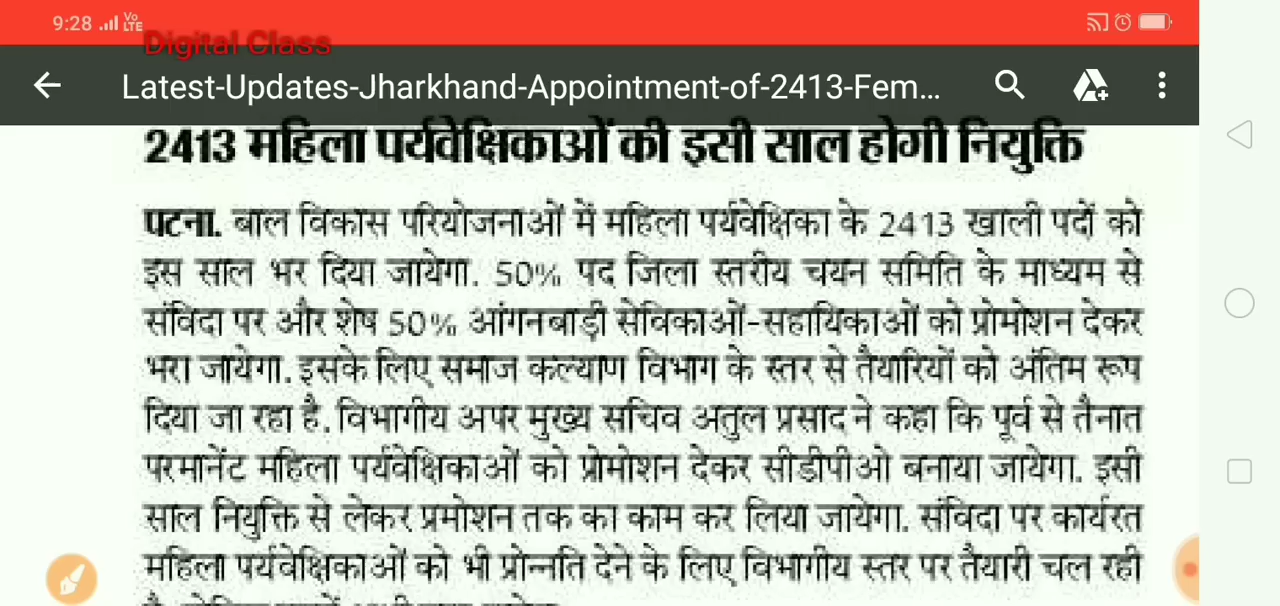 9:28 Vo LTE
Digital Class
Latest-Updates-Jharkhand-Appointment-of-2413-Fem...
2413 महिला पर्यवेक्षिकाओं की इसी साल होगी नियुक्ति
पटना. बाल विकास परियोजनाओं में महिला पर्यवेक्षिका के 2413 खाली पदों को
इस साल भर दिया जायेगा. 50% पद जिला स्तरीय चयन समिति के माध्यम से
संविदा पर और शेष 50% आंगनबाड़ी सेविकाओं-सहायिकाओं को प्रोमोशन देकर
भरा जायेगा. इसके लिए समाज कल्याण विभाग के स्तर से तैयारियों को अंतिम रूप
दिया जा रहा है. विभागीय अपर मुख्य सचिव अतुल प्रसाद ने कहा कि पूर्व से तैनात
परमानेंट महिला पर्यवेक्षिकाओं को प्रोमोशन देकर सीडीपीओ बनाया जायेगा. इसी
साल नियुक्ति से लेकर प्रमोशन तक का काम कर लिया जायेगा. संविदा पर कार्यरत
महिला पर्यवेक्षिकाओं को भी प्रोन्नति देने के लिए विभागीय स्तर पर तैयारी चल रही